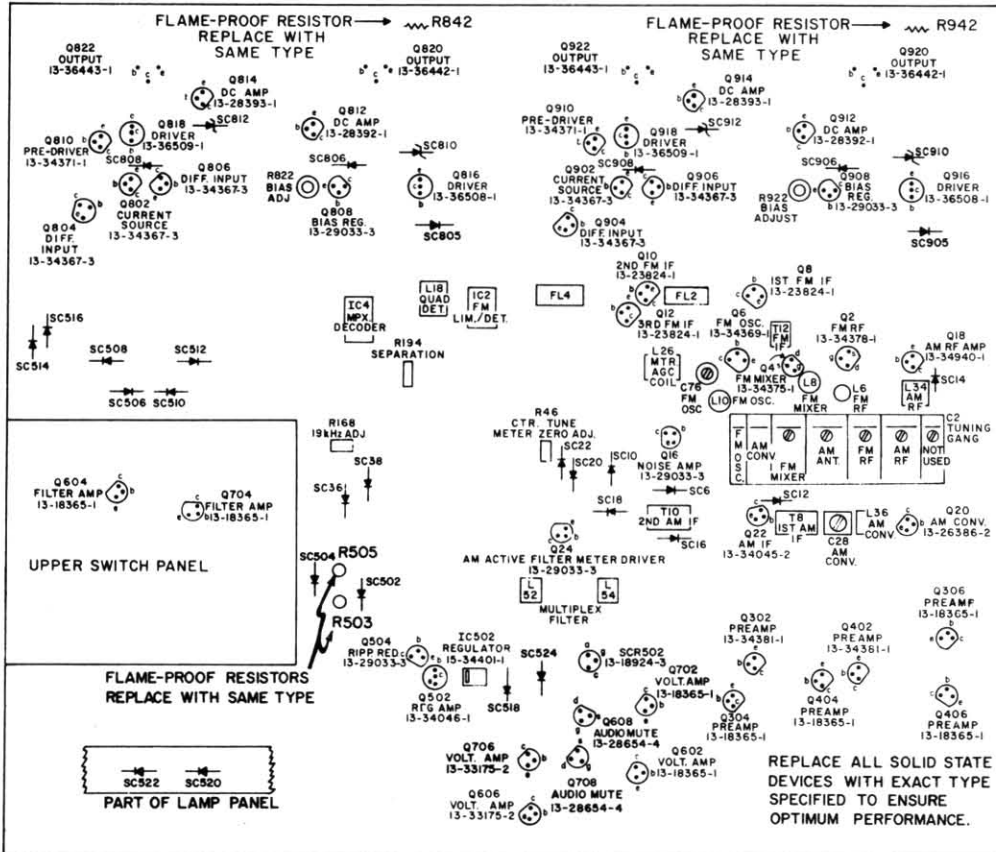 FLAME-PROOF RESISTOR
REPLACE WITH
SAME TYPE
R842
FLAME-PROOF RESISTOR
REPLACE WITH
SAME TYPE
R942
Q822
OUTPUT
13-36443-1
Q814
DC AMP
13-28393-1
Q820
OUTPUT
13-36442-1
Q922
OUTPUT
13-36443-1
Q914
DC AMP
13-28393-1
Q920
OUTPUT
13-36442-1
SC812
Q810
PRE-DRIVER
13-34371-1
Q818
DRIVER
13-36509-1
Q812
DC AMP
13-28392-1
SC810
Q910
PRE-DRIVER
13-34371-1
SC912
Q918
DRIVER
13-36509-1
Q912
DC AMP
13-28392-1
SC910
SC808
Q806
DIFF. INPUT
13-34367-3
SC806
R822
BIAS
ADJ
Q816
DRIVER
13-36508-1
Q902
CURRENT
SOURCE
13-34367-3
SC908
Q906
DIFF. INPUT
13-34367-3
SC906
Q908
BIAS
REG.
13-29033-3
Q916
DRIVER
13-36508-1
Q804
DIFF.
INPUT
13-34367-3
Q802
CURRENT
SOURCE
13-34367-3
Q808
BIAS REG.
13-29033-3
SC805
Q904
DIFF. INPUT
13-34367-3
R922
BIAS
ADJUST
SC905
Q10
2ND FM IF
13-23824-1
Q8
1ST FM IF
13-23824-1
SC516
SC514
SC508
SC512
SC506
SC510
IC4
MPX.
DECODER
L18
QUAD
DET.
IC2
FM
LIM./DET.
FL4
FL2
Q12
3RD FM IF
13-23824-1
Q6
FM OSC.
13-34369-1
T12
FM
IF
Q2
FM RF
13-34378-1
Q18
AM RF AMP
13-34940-1
R194
SEPARATION
L26
MTR
AGC
COIL
C76
FM
OSC
Q4
FM MIXER
13-34375-1
L10
FM OSC.
L8
FM
MIXER
L6
FM
RF
L34
AM
RF
SC14
C2
TUNING
GANG
FM OSC.
AM
CONV
FM
MIXER
AM
ANT.
FM
RF
AM
RF
NOT
USED
R168
19kHz ADJ
SC38
SC36
R46
CTR. TUNE
METER ZERO ADJ.
SC22
SC20
SC10
Q16
NOISE AMP
13-29033-3
SC6
SC18
T10
2ND AM IF
SC16
SC12
Q22
AM IF
13-34045-2
T8
1ST AM
IF
C28
AM
CONV.
L36
AM
CONV.
Q20
AM CONV.
13-26386-2
Q604
FILTER AMP
13-18365-1
Q704
FILTER AMP
13-18365-1
UPPER SWITCH PANEL
Q24
AM ACTIVE FILTER METER DRIVER
13-29033-3
SC504
R505
SC502
R503
L
52
L
54
MULTIPLEX
FILTER
FLAME-PROOF RESISTORS
REPLACE WITH SAME TYPE
Q504
RIPP. RED.
13-29033-3
IC502
REGULATOR
15-34401-1
Q502
REG AMP
13-34046-1
SC518
SC524
SCR502
13-18924-3
Q702
VOLT. AMP
13-18365-1
Q302
PREAMP
13-34381-1
Q402
PREAMP
13-34381-1
Q306
PREAMP
13-18365-1
Q304
PREAMP
13-18365-1
Q404
PREAMP
13-18365-1
Q406
PREAMP
13-18365-1
Q608
AUDIO MUTE
13-28654-4
Q706
VOLT. AMP
13-33175-2
Q708
AUDIO MUTE
13-28654-4
Q602
VOLT. AMP
13-18365-1
Q606
VOLT. AMP
13-33175-2
SC522
SC520
PART OF LAMP PANEL
REPLACE ALL SOLID STATE
DEVICES WITH EXACT TYPE
SPECIFIED TO ENSURE
OPTIMUM PERFORMANCE.